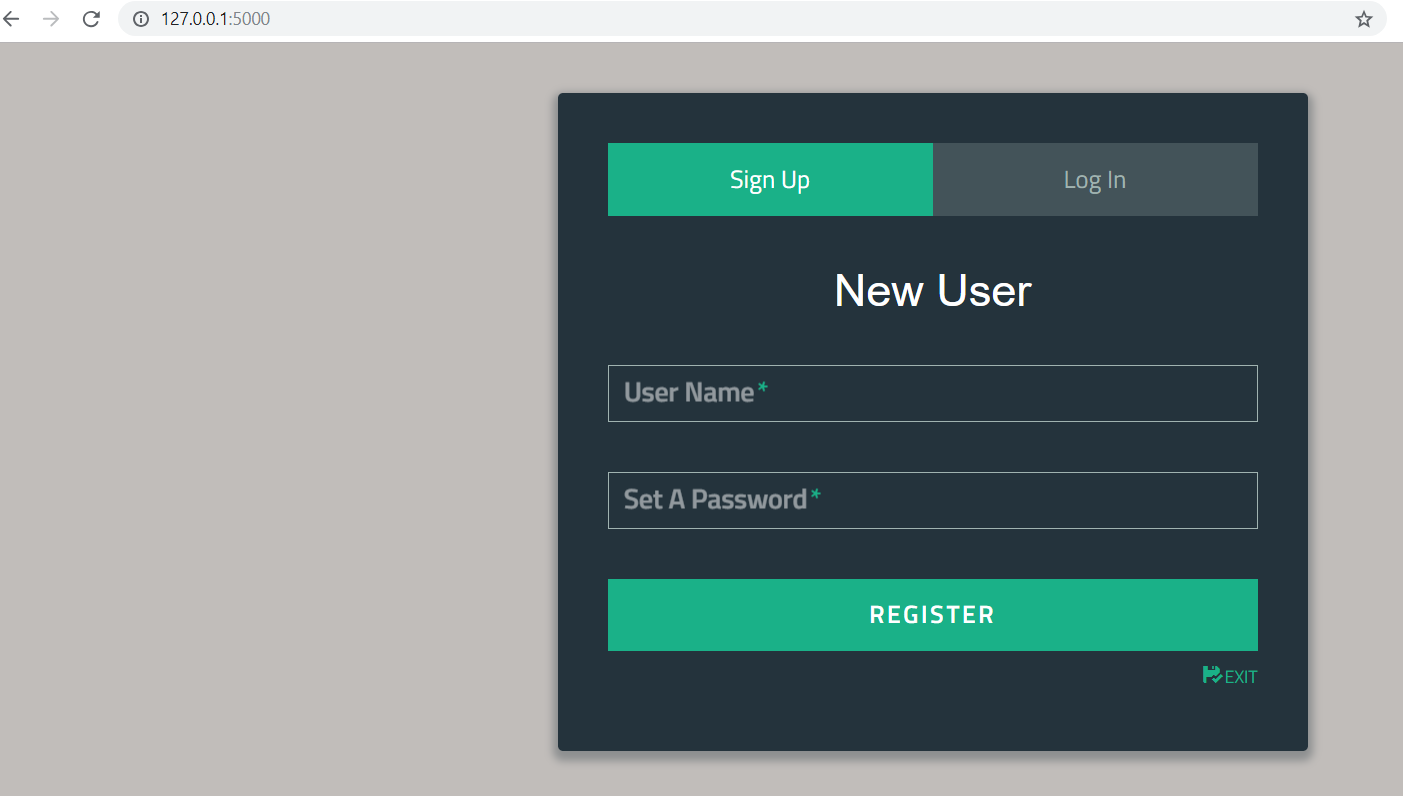 127.0.0.1:5000
Sign Up Log In
New User
User Name*
Set A Password*
REGISTER
EXIT